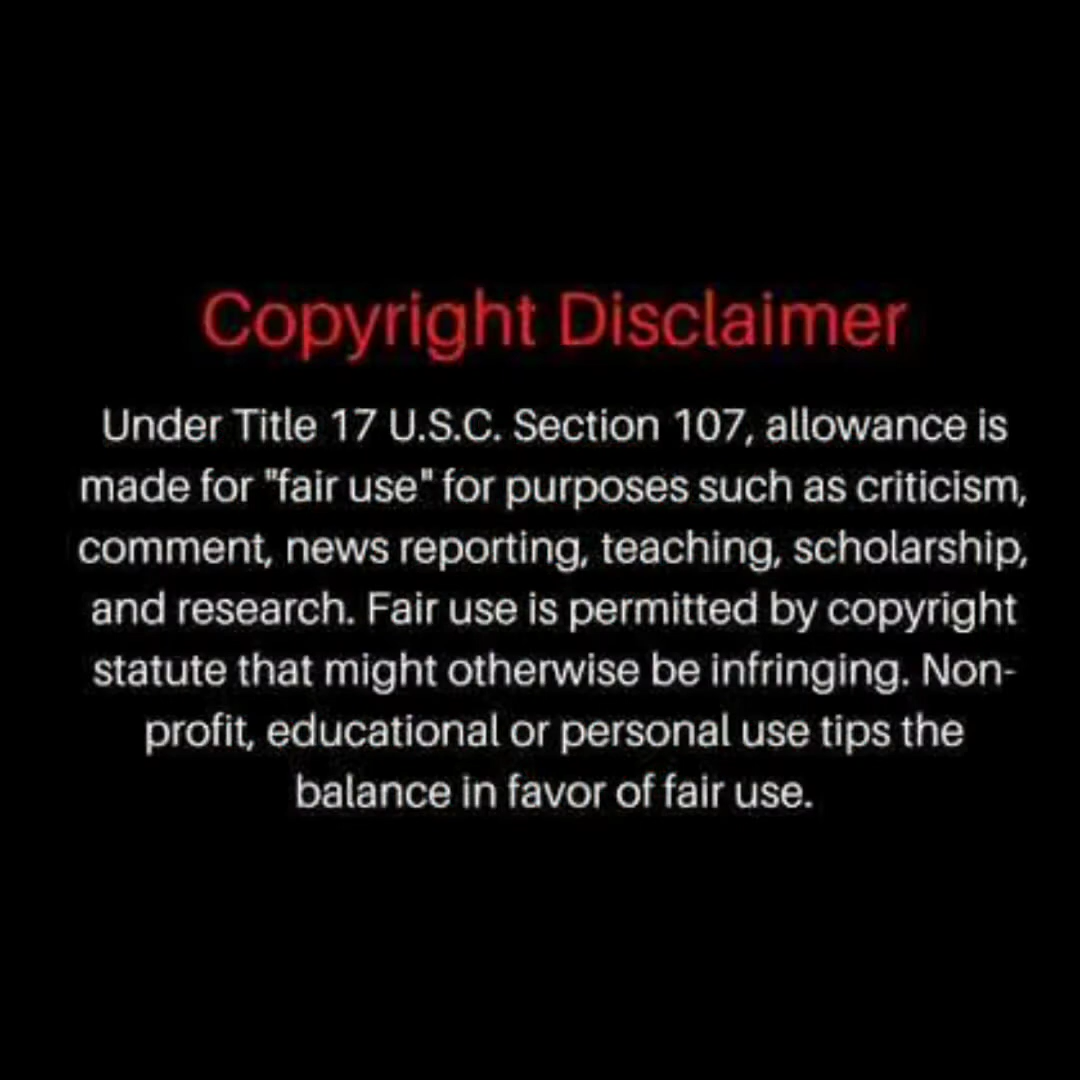 Copyright Disclaimer
Under Title 17 U.S.C. Section 107, allowance is
made for "fair use" for purposes such as criticism,
comment, news reporting, teaching, scholarship,
and research. Fair use is permitted by copyright
statute that might otherwise be infringing. Non-
profit, educational or personal use tips the
balance in favor of fair use.